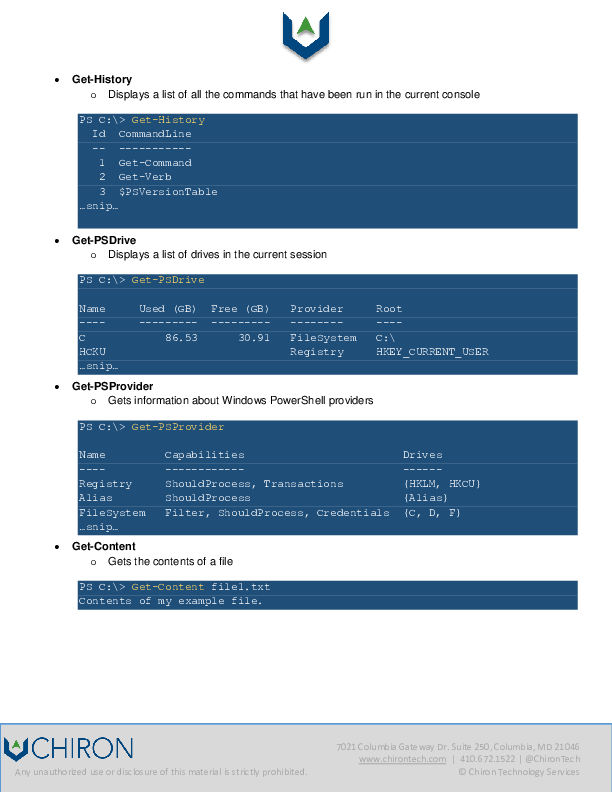 • Get-History
o Displays a list of all the commands that have been run in the current console
PS C:\> Get-History
Id CommandLine
-- -----------
1 Get-Command
2 Get-Verb
3 $PSVersionTable
…snip…
• Get-PSDrive
o Displays a list of drives in the current session
PS C:\> Get-PSDrive
Name Used (GB) Free (GB) Provider Root
---- --------- --------- -------- ----
C 86.53 30.91 FileSystem C:\
HCKU Registry HKEY_CURRENT_USER
…snip…
• Get-PSProvider
o Gets information about Windows PowerShell providers
PS C:\> Get-PSProvider
Name Capabilities Drives
---- ------------ ------
Registry ShouldProcess, Transactions {HKLM, HKCU}
Alias ShouldProcess {Alias}
FileSystem Filter, ShouldProcess, Credentials {C, D, F}
…snip…
• Get-Content
o Gets the contents of a file
PS C:\> Get-Content file1.txt
Contents of my example file.
CHIRON
7021 Columbia Gateway Dr. Suite 250, Columbia, MD 21046
www.chirontech.com | 410.672.1522 | @ChironTech
Any unauthorized use or disclosure of this material is strictly prohibited. © Chiron Technology Services